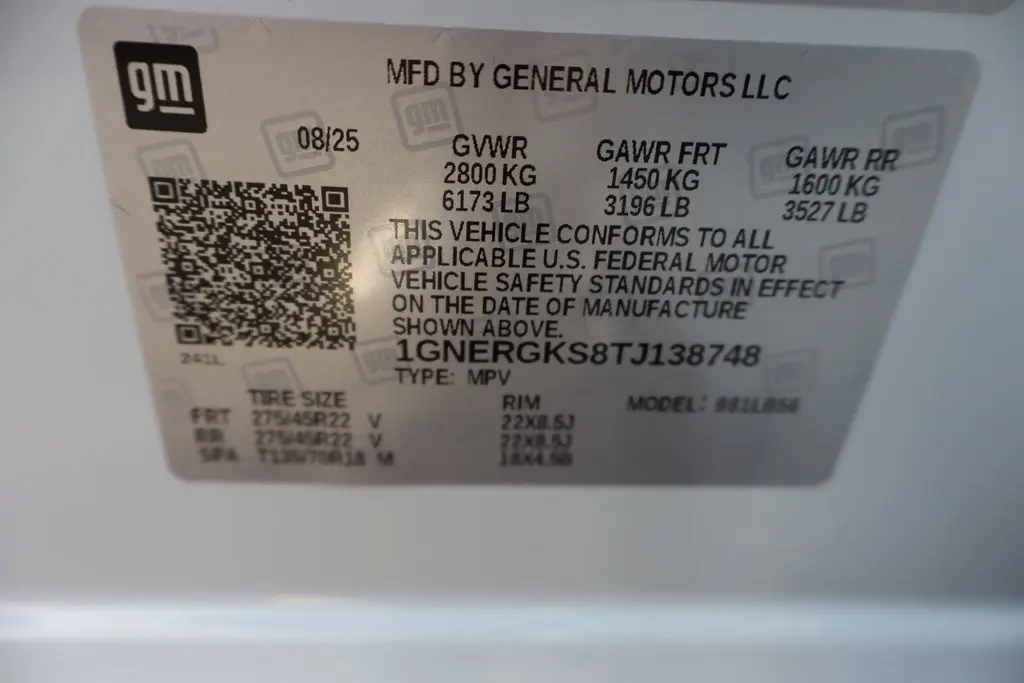 gm
MFD BY GENERAL MOTORS LLC
08/25
GVWR GAWR FRT GAWR RR
2800 KG 1450 KG 1600 KG
6173 LB 3196 LB 3527 LB
THIS VEHICLE CONFORMS TO ALL
APPLICABLE U.S. FEDERAL MOTOR
VEHICLE SAFETY STANDARDS IN EFFECT
ON THE DATE OF MANUFACTURE
SHOWN ABOVE.
1GNERGKS8TJ138748
241L
TYPE: MPV
TIRE SIZE RIM MODEL:
FRT 275/45R22 V 22X8.5J
RR 275/45R22 V 22X8.5J
SPA T135/70R18 M 18X4.5B